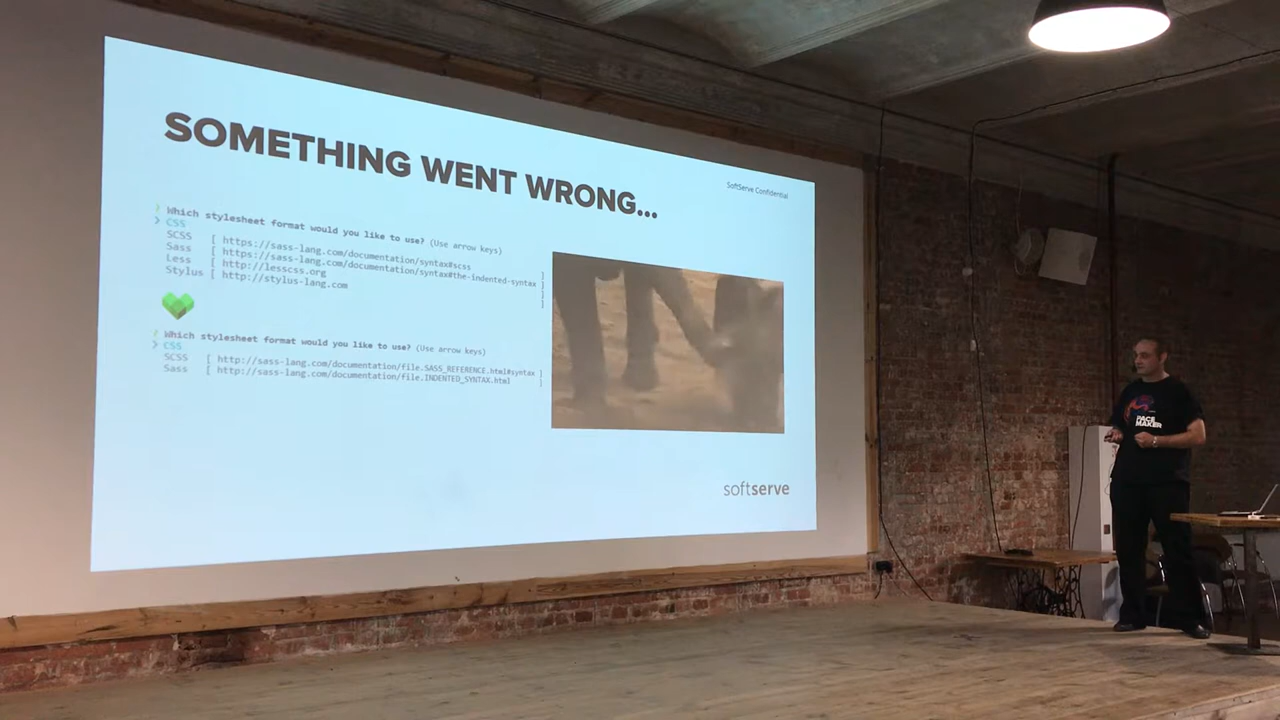 SOMETHING WENT WRONG...
SoftServe Confidential
? Which stylesheet format would you like to use? (Use arrow keys)
> CSS
SCSS [ https://sass-lang.com/documentation/syntax#scss ]
Sass [ https://sass-lang.com/documentation/syntax#the-indented-syntax ]
Less [ http://lesscss.org ]
Stylus [ http://stylus-lang.com ]
? Which stylesheet format would you like to use? (Use arrow keys)
> CSS
SCSS [ http://sass-lang.com/documentation/file.SASS_REFERENCE.html#syntax ]
Sass [ http://sass-lang.com/documentation/file.INDENTED_SYNTAX.html ]
softserve
PACE
MAKER